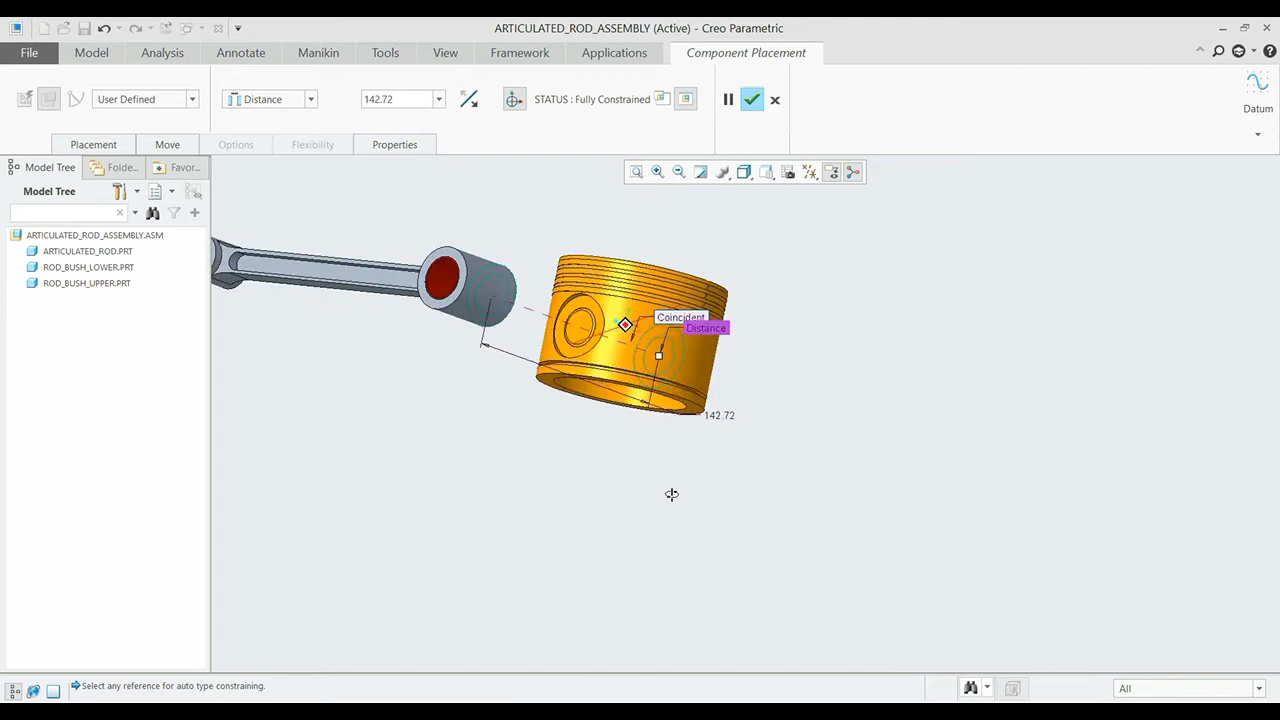 ARTICULATED_ROD_ASSEMBLY (Active) - Creo Parametric
File Model Analysis Annotate Manikin Tools View Framework Applications Component Placement
User Defined Distance 142.72 STATUS : Fully Constrained
Datum
Placement Move Options Flexibility Properties
Model Tree Folde... Favor...
Model Tree
ARTICULATED_ROD_ASSEMBLY.ASM
ARTICULATED_ROD.PRT
ROD_BUSH_LOWER.PRT
ROD_BUSH_UPPER.PRT
Coincident
Distance
142.72
Select any reference for auto type constraining.
All